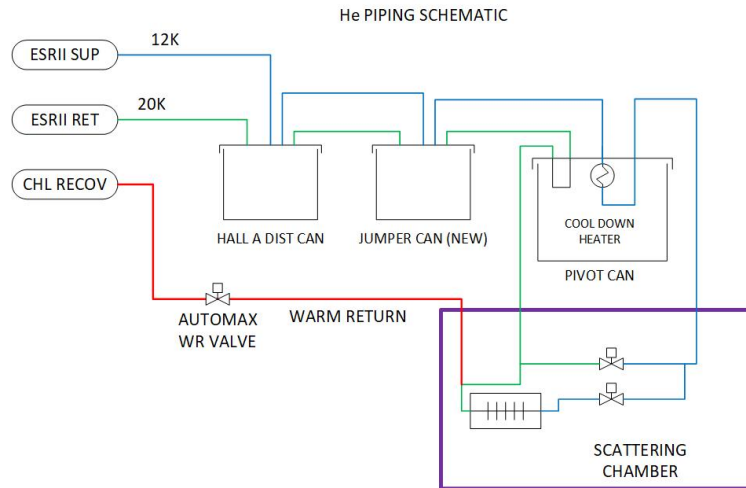 He PIPING SCHEMATIC
ESRII SUP
12K
ESRII RET
20K
CHL RECOV
HALL A DIST CAN
JUMPER CAN (NEW)
COOL DOWN
HEATER
PIVOT CAN
AUTOMAX
WR VALVE
WARM RETURN
SCATTERING
CHAMBER